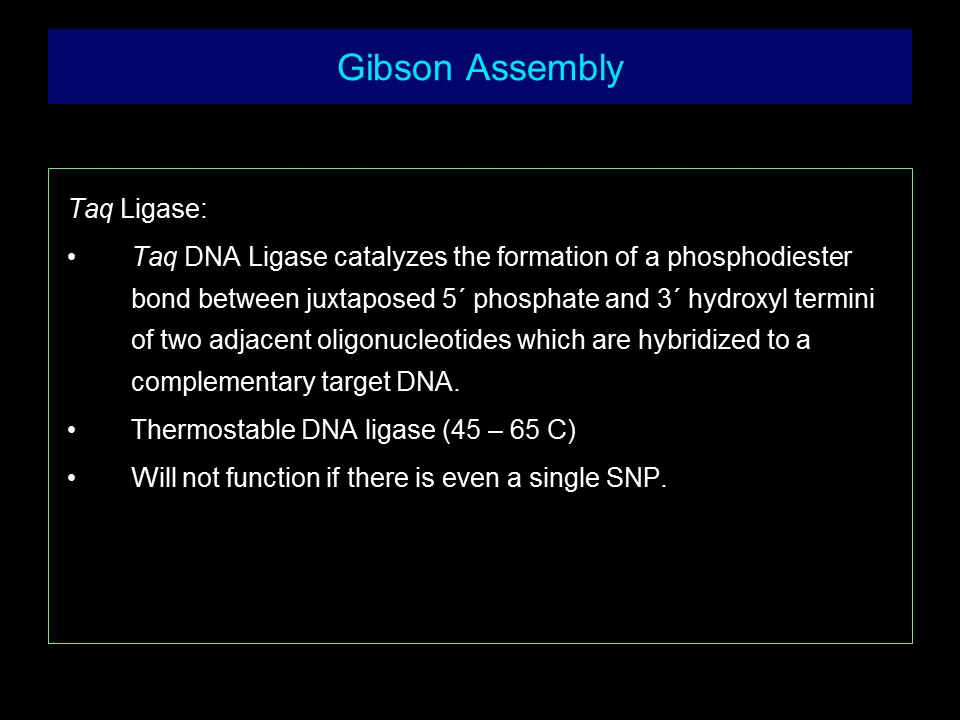 Gibson Assembly
Taq Ligase:
• Taq DNA Ligase catalyzes the formation of a phosphodiester
bond between juxtaposed 5´ phosphate and 3´ hydroxyl termini
of two adjacent oligonucleotides which are hybridized to a
complementary target DNA.
• Thermostable DNA ligase (45 – 65 C)
• Will not function if there is even a single SNP.